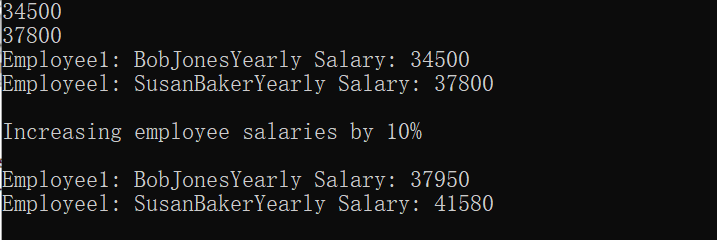 34500
37800
Employee1: BobJonesYearly Salary: 34500
Employee1: SusanBakerYearly Salary: 37800
Increasing employee salaries by 10%
Employee1: BobJonesYearly Salary: 37950
Employee1: SusanBakerYearly Salary: 41580